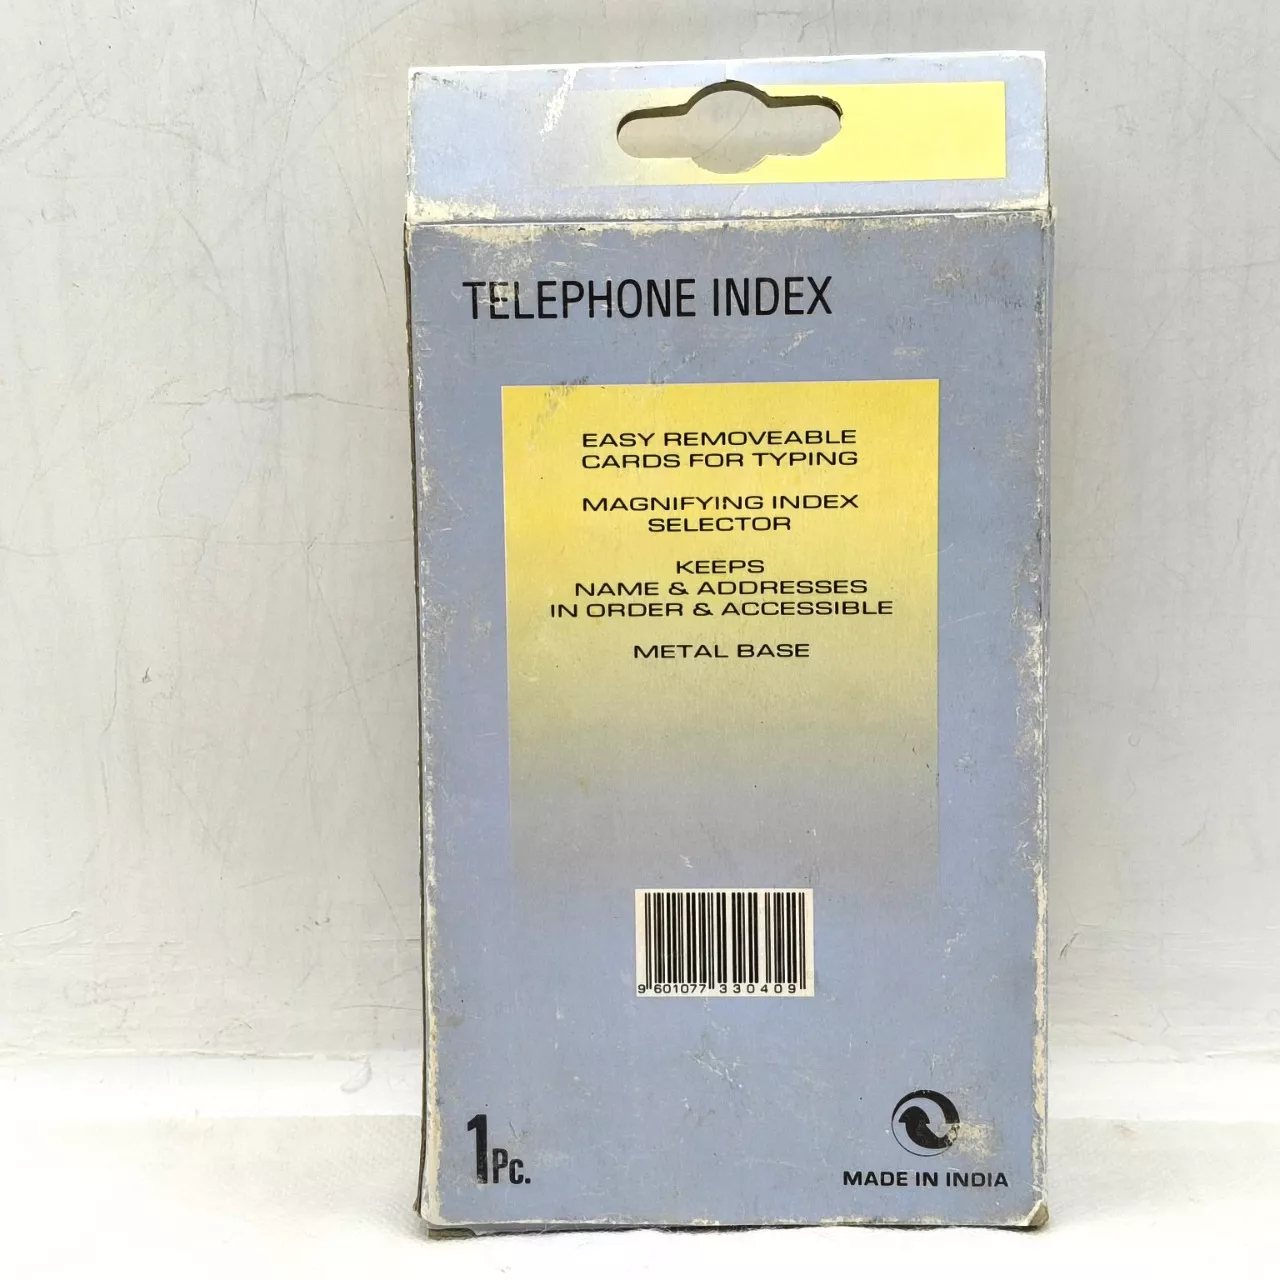 TELEPHONE INDEX
EASY REMOVEABLE
CARDS FOR TYPING
MAGNIFYING INDEX
SELECTOR
KEEPS
NAME & ADDRESSES
IN ORDER & ACCESSIBLE
METAL BASE
9 601077 330409
1Pc.
MADE IN INDIA